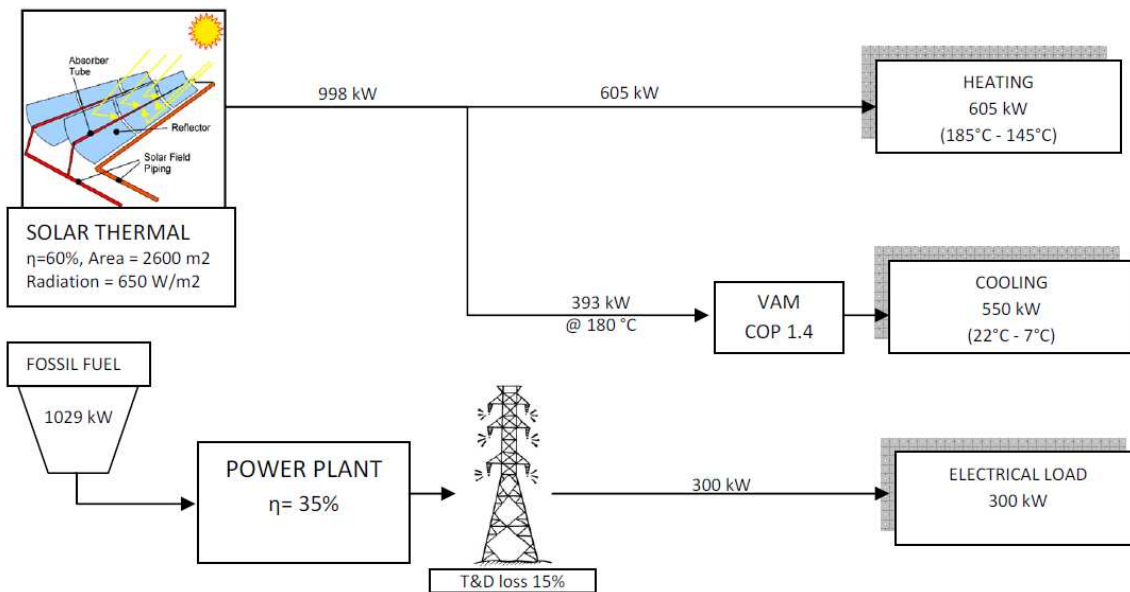 Absorber
Tube
Reflector
Solar Field
Piping
SOLAR THERMAL
η=60%, Area = 2600 m2
Radiation = 650 W/m2
998 kW
605 kW
HEATING
605 kW
(185°C - 145°C)
393 kW
@ 180 °C
VAM
COP 1.4
COOLING
550 kW
(22°C - 7°C)
FOSSIL FUEL
1029 kW
POWER PLANT
η= 35%
T&D loss 15%
300 kW
ELECTRICAL LOAD
300 kW